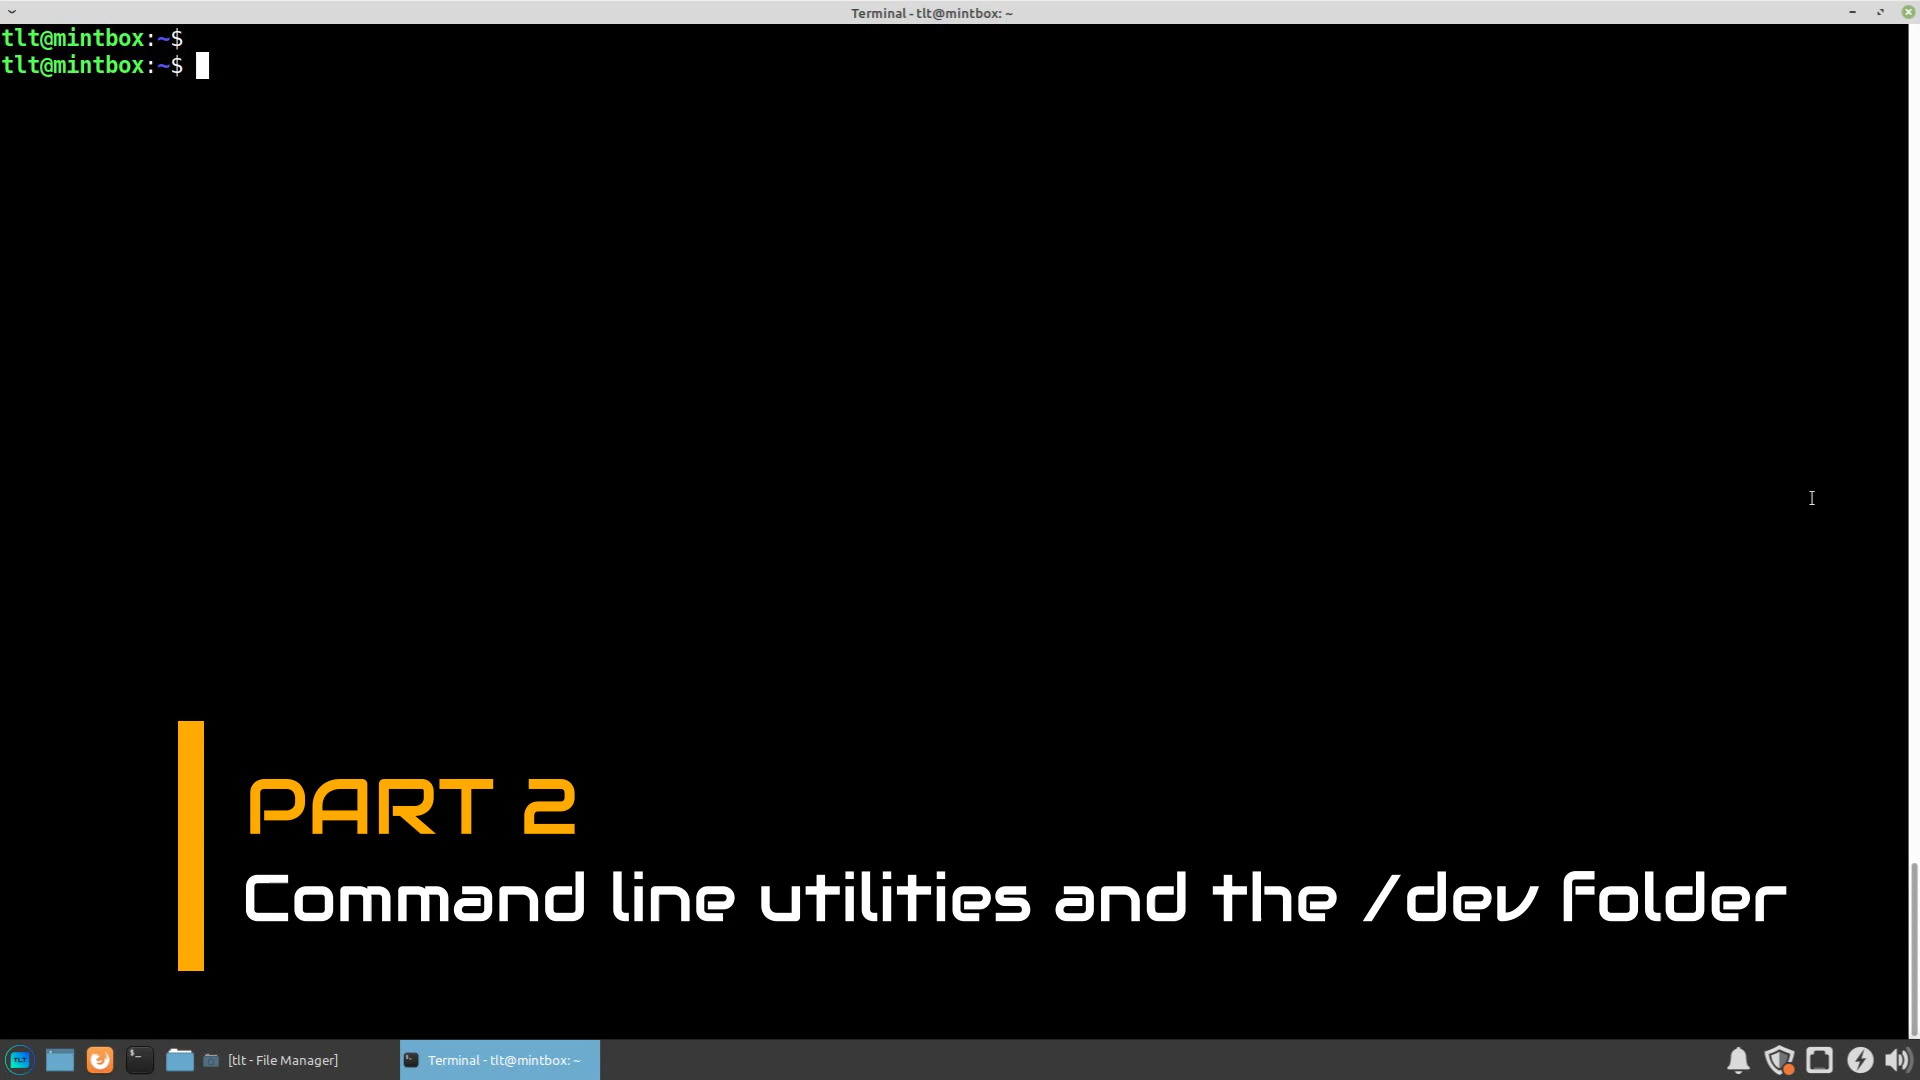 Terminal - tlt@mintbox: ~
tlt@mintbox:~$
tlt@mintbox:~$
PART 2
Command line utilities and the /dev folder
TLT
[tlt - File Manager]
Terminal - tlt@mintbox: ~